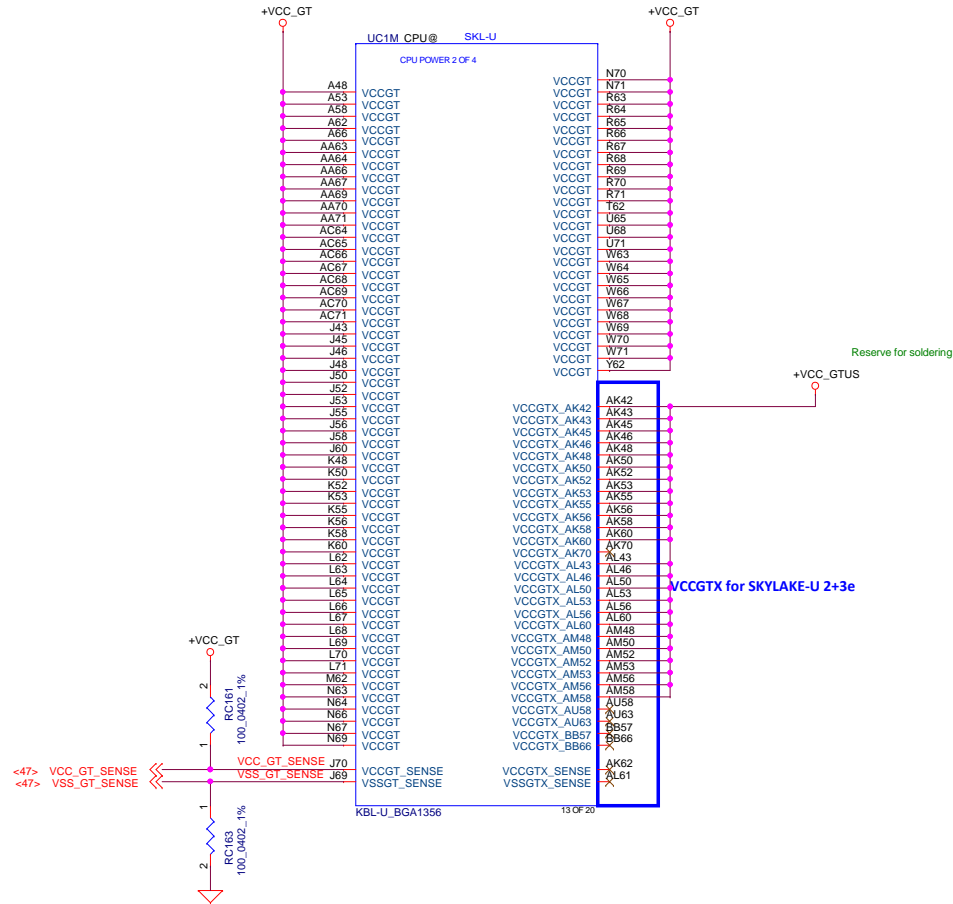 +VCC_GT
+VCC_GT
UC1M CPU@ SKL-U
CPU POWER 2 OF 4
A48 VCCGT
A53 VCCGT
A58 VCCGT
A62 VCCGT
A66 VCCGT
AA63 VCCGT
AA64 VCCGT
AA66 VCCGT
AA67 VCCGT
AA69 VCCGT
AA70 VCCGT
AA71 VCCGT
AC64 VCCGT
AC65 VCCGT
AC66 VCCGT
AC67 VCCGT
AC68 VCCGT
AC69 VCCGT
AC70 VCCGT
AC71 VCCGT
J43 VCCGT
J45 VCCGT
J46 VCCGT
J48 VCCGT
J50 VCCGT
J52 VCCGT
J53 VCCGT
J55 VCCGT
J56 VCCGT
J58 VCCGT
J60 VCCGT
K48 VCCGT
K50 VCCGT
K52 VCCGT
K53 VCCGT
K55 VCCGT
K56 VCCGT
K58 VCCGT
K60 VCCGT
L62 VCCGT
L63 VCCGT
L64 VCCGT
L65 VCCGT
L66 VCCGT
L67 VCCGT
L68 VCCGT
L69 VCCGT
L70 VCCGT
L71 VCCGT
M62 VCCGT
N63 VCCGT
N64 VCCGT
N66 VCCGT
N67 VCCGT
N69 VCCGT
VCCGT N70
VCCGT N71
VCCGT R63
VCCGT R64
VCCGT R65
VCCGT R66
VCCGT R67
VCCGT R68
VCCGT R69
VCCGT R70
VCCGT R71
VCCGT T62
VCCGT U65
VCCGT U68
VCCGT U71
VCCGT W63
VCCGT W64
VCCGT W65
VCCGT W66
VCCGT W67
VCCGT W68
VCCGT W69
VCCGT W70
VCCGT W71
VCCGT Y62
Reserve for soldering
+VCC_GTUS
VCCGTX_AK42 AK42
VCCGTX_AK43 AK43
VCCGTX_AK45 AK45
VCCGTX_AK46 AK46
VCCGTX_AK48 AK48
VCCGTX_AK50 AK50
VCCGTX_AK52 AK52
VCCGTX_AK53 AK53
VCCGTX_AK55 AK55
VCCGTX_AK56 AK56
VCCGTX_AK58 AK58
VCCGTX_AK60 AK60
VCCGTX_AK70 AK70
VCCGTX_AL43 AL43
VCCGTX_AL46 AL46
VCCGTX_AL50 AL50
VCCGTX_AL53 AL53
VCCGTX_AL56 AL56
VCCGTX_AL60 AL60
VCCGTX_AM48 AM48
VCCGTX_AM50 AM50
VCCGTX_AM52 AM52
VCCGTX_AM53 AM53
VCCGTX_AM56 AM56
VCCGTX_AM58 AM58
VCCGTX_AU58 AU58
VCCGTX_AU63 AU63
VCCGTX_BB57 BB57
VCCGTX_BB66 BB66
VCCGTX for SKYLAKE-U 2+3e
VCCGTX_SENSE AK62
VSSGTX_SENSE AL61
+VCC_GT
2
RC161
100_0402_1%
1
<47> VCC_GT_SENSE VCC_GT_SENSE J70 VCCGT_SENSE
<47> VSS_GT_SENSE VSS_GT_SENSE J69 VSSGT_SENSE
1
RC163
100_0402_1%
2
KBL-U_BGA1356
13 OF 20